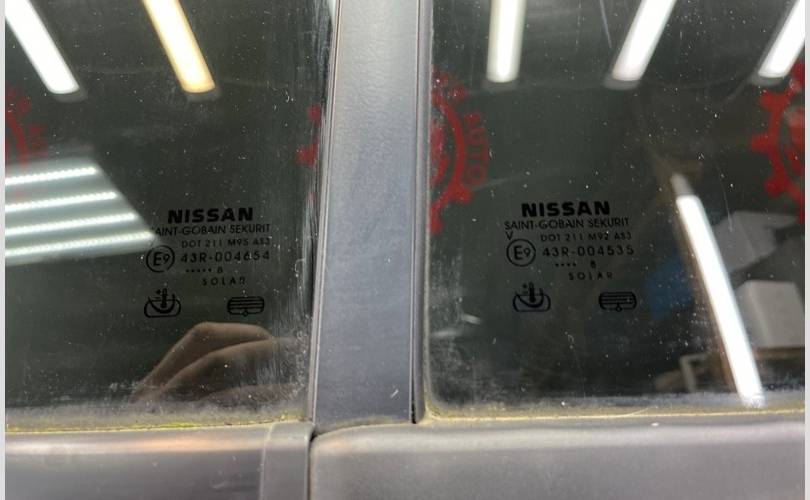 NISSAN
SAINT-GOBAIN SEKURIT
DOT 211 M95 AS3
E9 43R-004654
..... 8
SOLAR
AUTO
NISSAN
SAINT-GOBAIN SEKURIT
V
DOT 211 M92 AS3
E9 43R-004535
.... 8
SOLAR